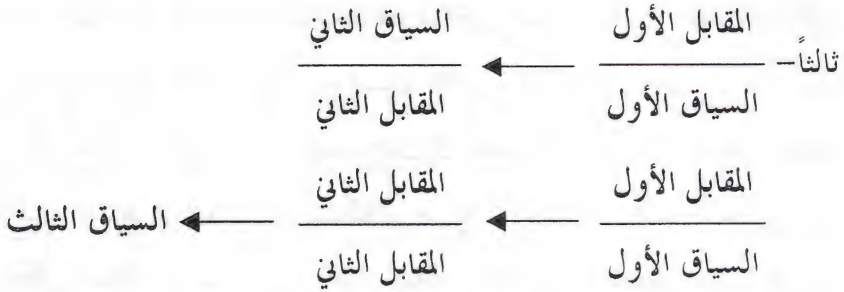 المقابل الأول السياق الثاني
ثالثاً–
السياق الأول المقابل الثاني
المقابل الأول المقابل الثاني
السياق الثالث
السياق الأول المقابل الثاني